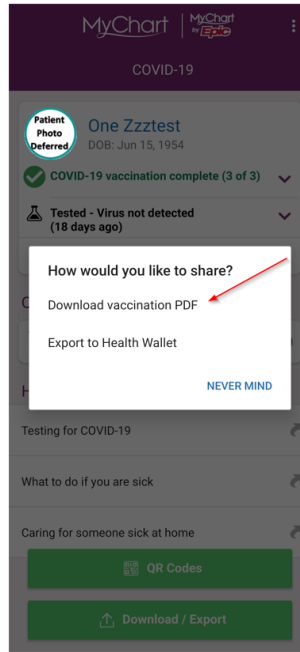 MyChart
MyChart
by Epic
COVID-19
Patient
Photo
Deferred
One Zzztest
DOB: Jun 15, 1954
COVID-19 vaccination complete (3 of 3)
Tested - Virus not detected
(18 days ago)
How would you like to share?
Download vaccination PDF
Export to Health Wallet
NEVER MIND
C
H
Testing for COVID-19
What to do if you are sick
Caring for someone sick at home
QR Codes
Download / Export